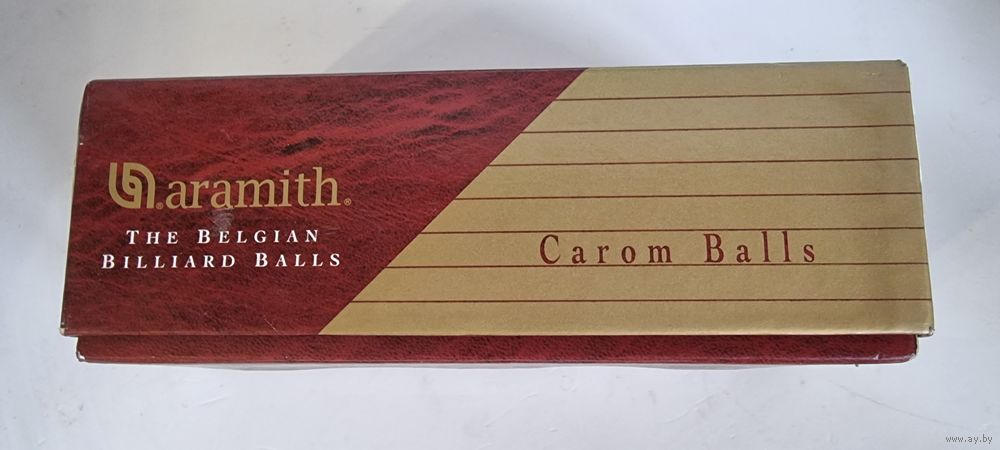 aramith®
THE BELGIAN
BILLIARD BALLS
Carom Balls
www.ay.by